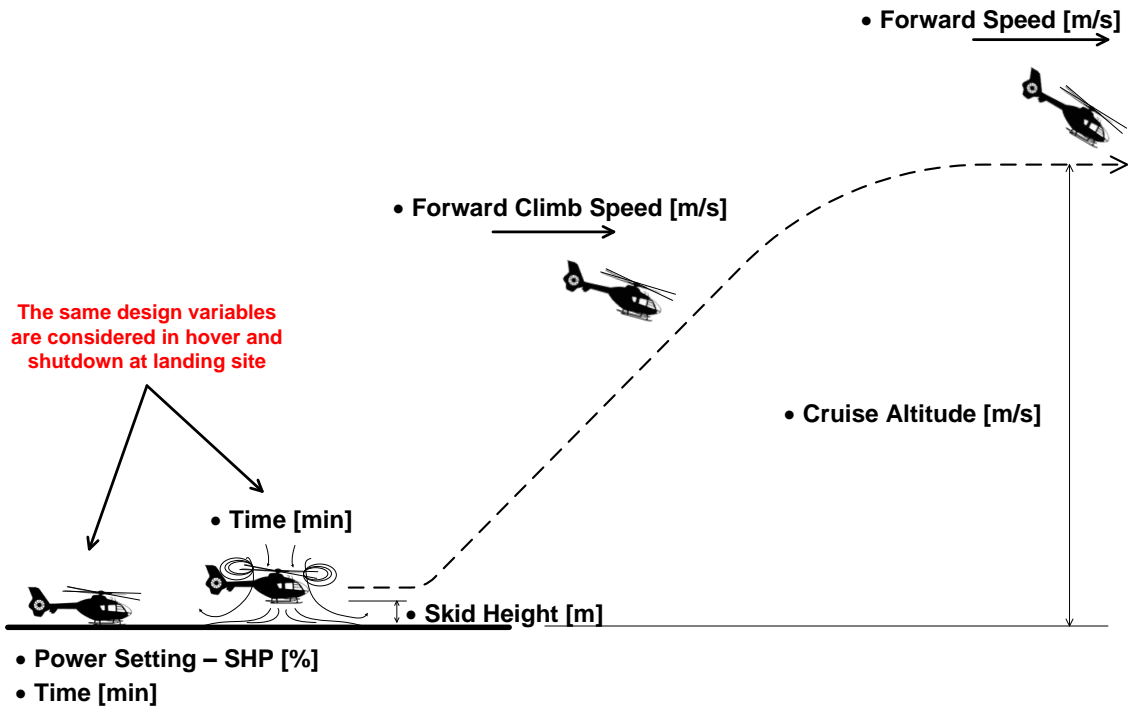 • Forward Speed [m/s]
• Forward Climb Speed [m/s]
The same design variables
are considered in hover and
shutdown at landing site
• Cruise Altitude [m/s]
• Time [min]
• Skid Height [m]
• Power Setting – SHP [%]
• Time [min]